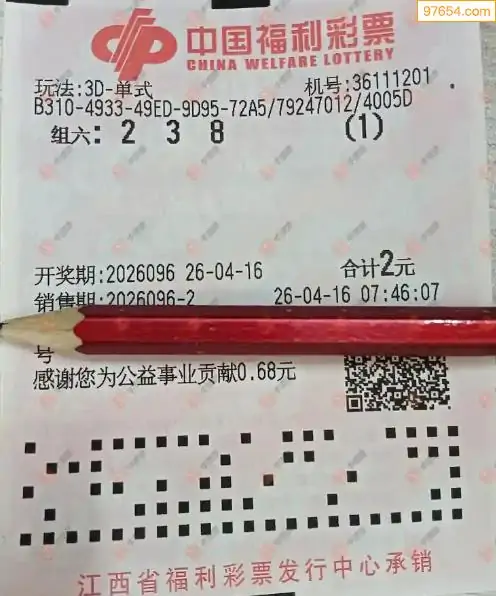 97654.com
中国福利彩票
CHINA WELFARE LOTTERY
玩法:3D-单式 机号:36111201
B310-4933-49ED-9D95-72A5/79247012/4005D
组六: 2 3 8 (1)
开奖期:2026096 26-04-16 合计2元
销售期:2026096-2 26-04-16 07:46:07
号
感谢您为公益事业贡献0.68元
江西省福利彩票发行中心承销